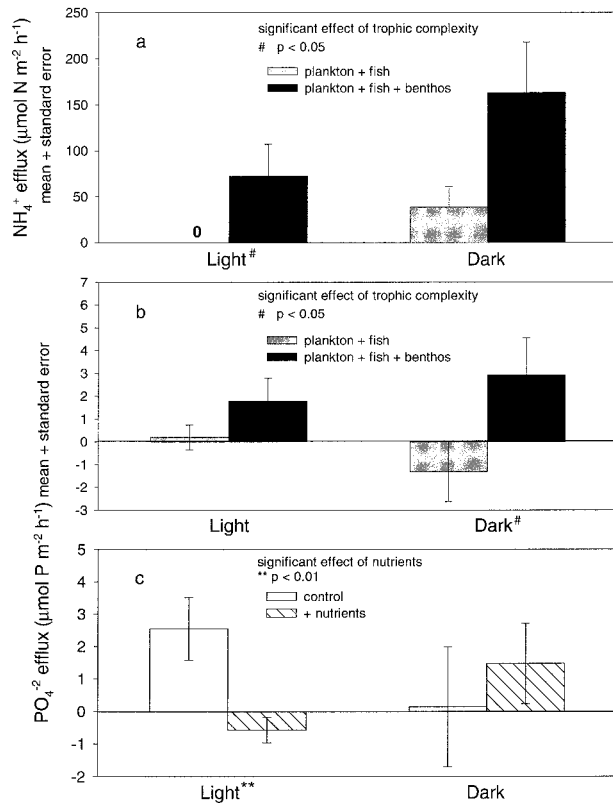 a
significant effect of trophic complexity
# p < 0.05
plankton + fish
plankton + fish + benthos
NH₄⁺ efflux (µmol N m⁻² h⁻¹)
mean + standard error
250
200
150
100
50
0
0
Light#
Dark
b
significant effect of trophic complexity
# p < 0.05
plankton + fish
plankton + fish + benthos
7
6
5
4
3
2
1
0
-1
-2
-3
Light
Dark#
PO₄⁻² efflux (µmol P m⁻² h⁻¹) mean + standard error
c
significant effect of nutrients
** p < 0.01
control
+ nutrients
5
4
3
2
1
0
-1
-2
Light**
Dark